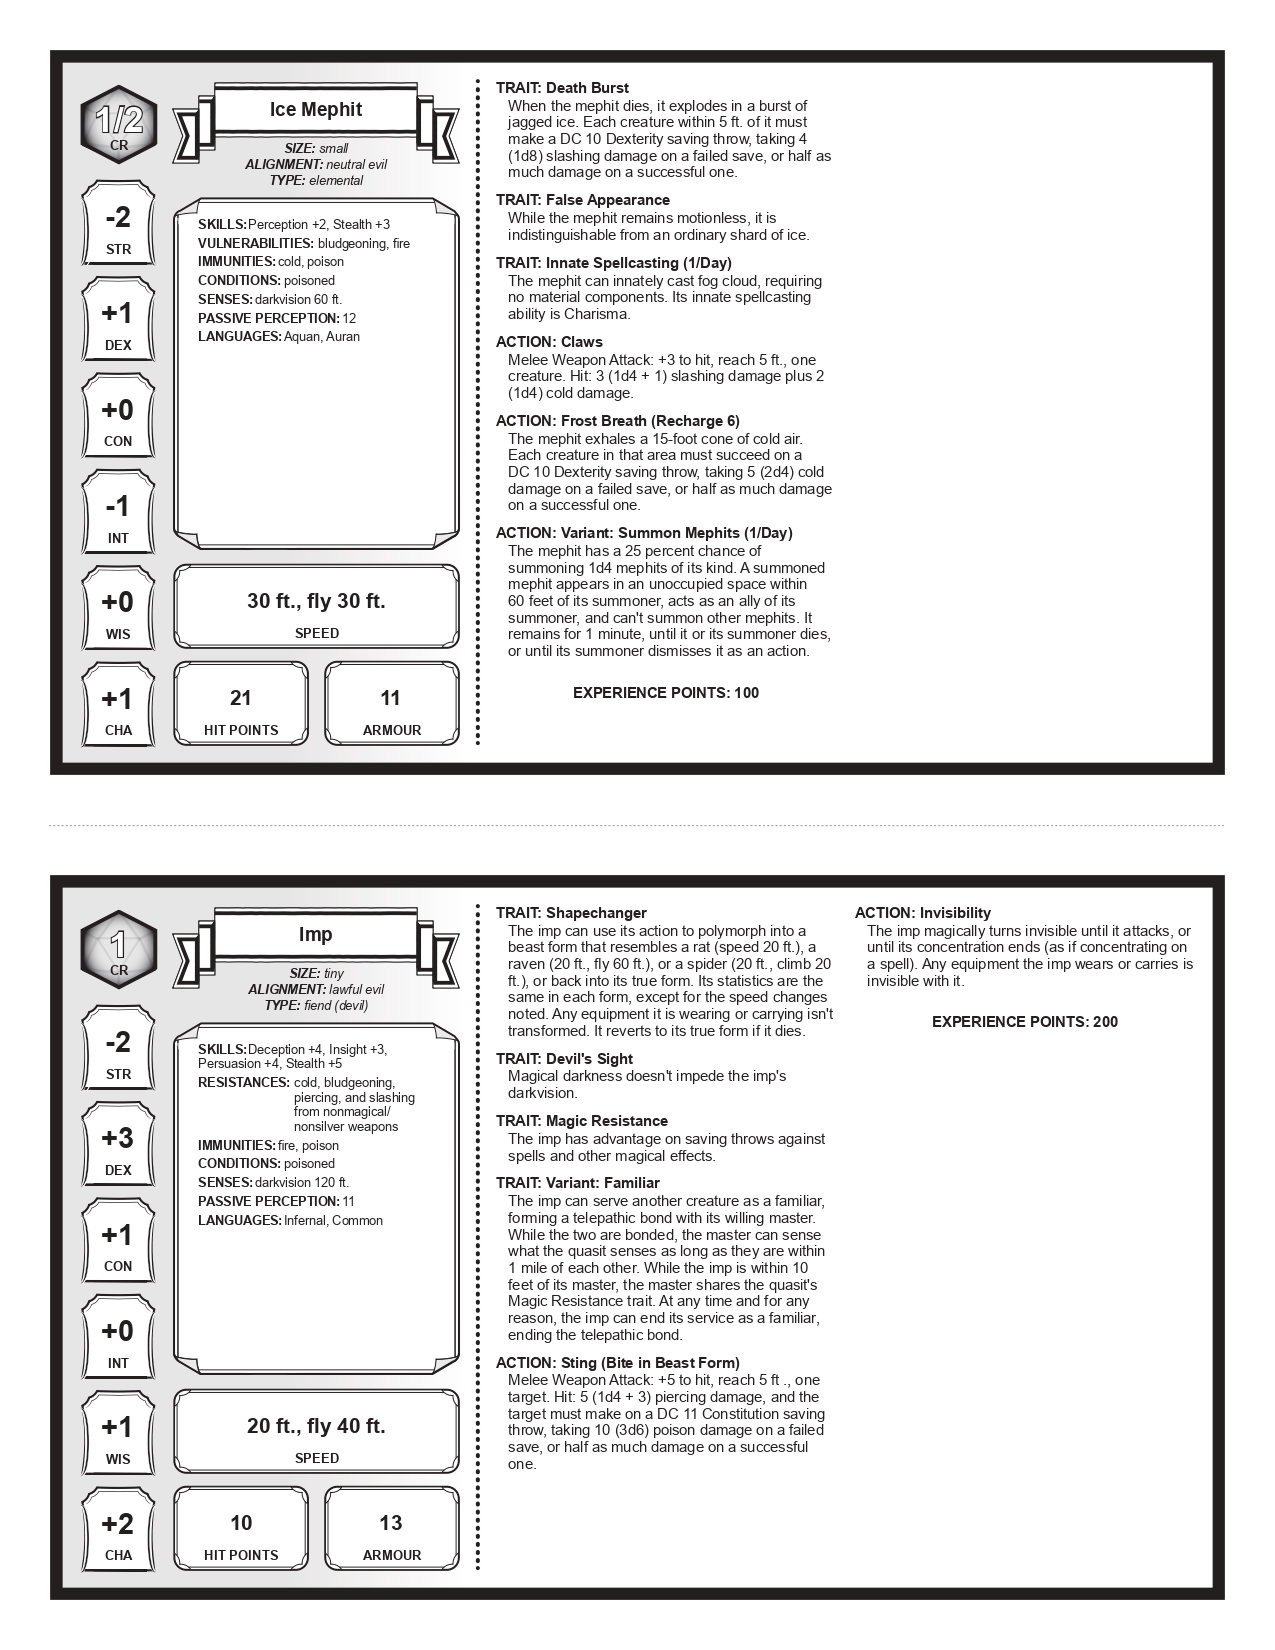 1/2
CR
Ice Mephit
SIZE: small
ALIGNMENT: neutral evil
TYPE: elemental
-2
STR
+1
DEX
+0
CON
-1
INT
+0
WIS
+1
CHA
SKILLS: Perception +2, Stealth +3
VULNERABILITIES: bludgeoning, fire
IMMUNITIES: cold, poison
CONDITIONS: poisoned
SENSES: darkvision 60 ft.
PASSIVE PERCEPTION: 12
LANGUAGES: Aquan, Auran
30 ft., fly 30 ft.
SPEED
21
HIT POINTS
11
ARMOUR
TRAIT: Death Burst
When the mephit dies, it explodes in a burst of
jagged ice. Each creature within 5 ft. of it must
make a DC 10 Dexterity saving throw, taking 4
(1d8) slashing damage on a failed save, or half as
much damage on a successful one.
TRAIT: False Appearance
While the mephit remains motionless, it is
indistinguishable from an ordinary shard of ice.
TRAIT: Innate Spellcasting (1/Day)
The mephit can innately cast fog cloud, requiring
no material components. Its innate spellcasting
ability is Charisma.
ACTION: Claws
Melee Weapon Attack: +3 to hit, reach 5 ft., one
creature. Hit: 3 (1d4 + 1) slashing damage plus 2
(1d4) cold damage.
ACTION: Frost Breath (Recharge 6)
The mephit exhales a 15-foot cone of cold air.
Each creature in that area must succeed on a
DC 10 Dexterity saving throw, taking 5 (2d4) cold
damage on a failed save, or half as much damage
on a successful one.
ACTION: Variant: Summon Mephits (1/Day)
The mephit has a 25 percent chance of
summoning 1d4 mephits of its kind. A summoned
mephit appears in an unoccupied space within
60 feet of its summoner, acts as an ally of its
summoner, and can't summon other mephits. It
remains for 1 minute, until it or its summoner dies,
or until its summoner dismisses it as an action.
EXPERIENCE POINTS: 100
1
CR
Imp
SIZE: tiny
ALIGNMENT: lawful evil
TYPE: fiend (devil)
-2
STR
+3
DEX
+1
CON
+0
INT
+1
WIS
+2
CHA
SKILLS: Deception +4, Insight +3,
Persuasion +4, Stealth +5
RESISTANCES: cold, bludgeoning,
piercing, and slashing
from nonmagical/
nonsilver weapons
IMMUNITIES: fire, poison
CONDITIONS: poisoned
SENSES: darkvision 120 ft.
PASSIVE PERCEPTION: 11
LANGUAGES: Infernal, Common
20 ft., fly 40 ft.
SPEED
10
HIT POINTS
13
ARMOUR
TRAIT: Shapechanger
The imp can use its action to polymorph into a
beast form that resembles a rat (speed 20 ft.), a
raven (20 ft., fly 60 ft.), or a spider (20 ft., climb 20
ft.), or back into its true form. Its statistics are the
same in each form, except for the speed changes
noted. Any equipment it is wearing or carrying isn't
transformed. It reverts to its true form if it dies.
TRAIT: Devil's Sight
Magical darkness doesn't impede the imp's
darkvision.
TRAIT: Magic Resistance
The imp has advantage on saving throws against
spells and other magical effects.
TRAIT: Variant: Familiar
The imp can serve another creature as a familiar,
forming a telepathic bond with its willing master.
While the two are bonded, the master can sense
what the quasit senses as long as they are within
1 mile of each other. While the imp is within 10
feet of its master, the master shares the quasit's
Magic Resistance trait. At any time and for any
reason, the imp can end its service as a familiar,
ending the telepathic bond.
ACTION: Sting (Bite in Beast Form)
Melee Weapon Attack: +5 to hit, reach 5 ft ., one
target. Hit: 5 (1d4 + 3) piercing damage, and the
target must make on a DC 11 Constitution saving
throw, taking 10 (3d6) poison damage on a failed
save, or half as much damage on a successful
one.
ACTION: Invisibility
The imp magically turns invisible until it attacks, or
until its concentration ends (as if concentrating on
a spell). Any equipment the imp wears or carries is
invisible with it.
EXPERIENCE POINTS: 200